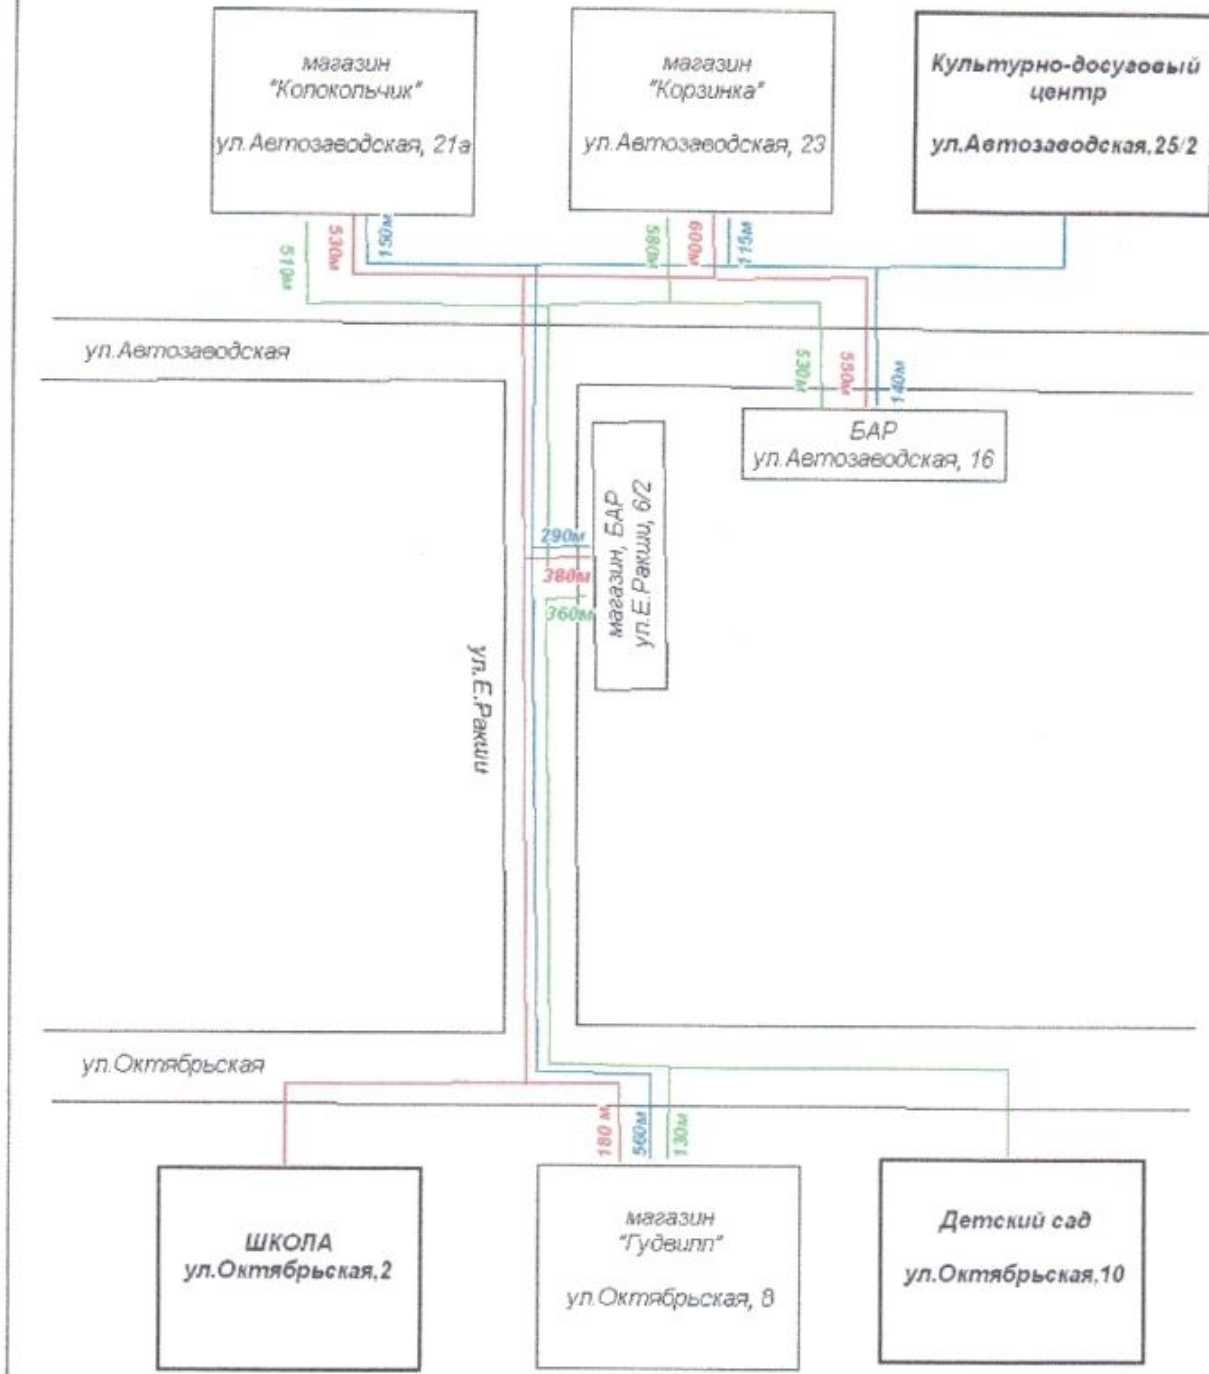 магазин
"Колокольчик"
ул.Автозаводская, 21а
магазин
"Корзинка"
ул.Автозаводская, 23
Культурно-досуговый
центр
ул.Автозаводская,25/2
510м
530м
150м
580м
600м
115м
ул.Автозаводская
530м
550м
140м
БАР
ул.Автозаводская, 16
магазин, БАР
ул.Е.Ракши, 6/2
290м
380м
360м
ул.Е.Ракши
ул.Октябрьская
180 м
560м
130м
ШКОЛА
ул.Октябрьская,2
магазин
"Гудвилл"
ул.Октябрьская, 8
Детский сад
ул.Октябрьская,10